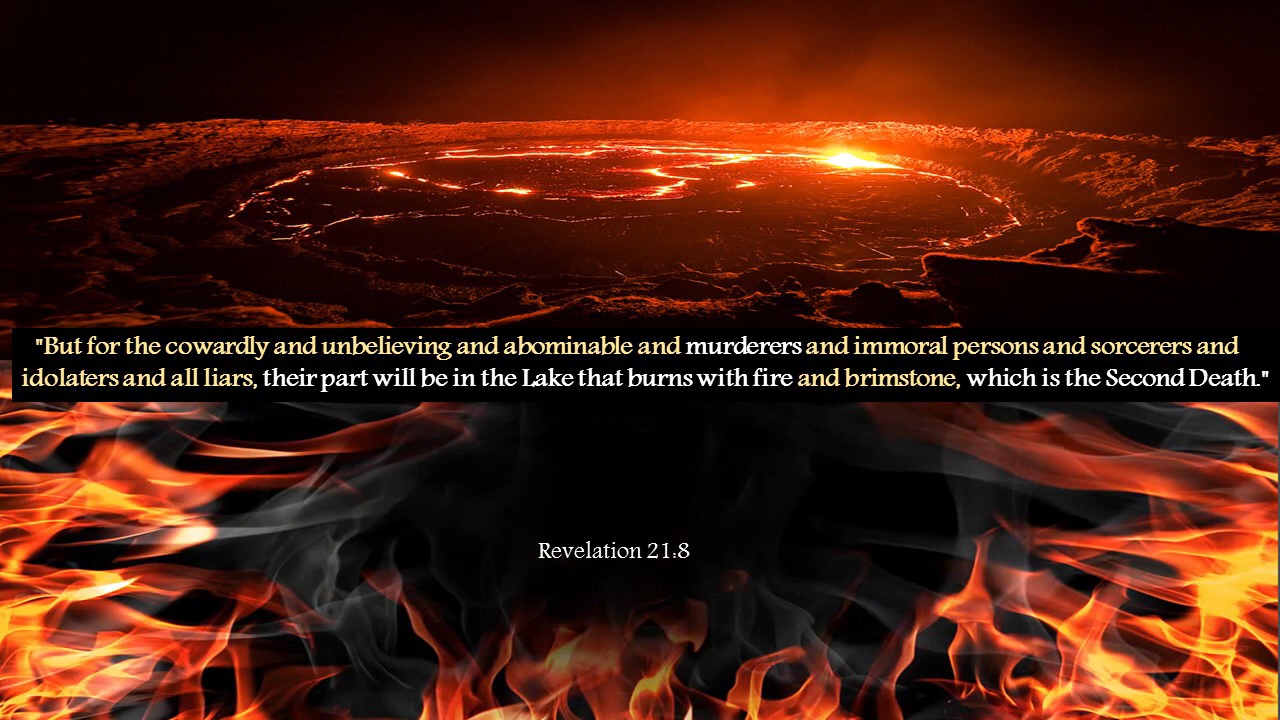 "But for the cowardly and unbelieving and abominable and murderers and immoral persons and sorcerers and
idolaters and all liars, their part will be in the Lake that burns with fire and brimstone, which is the Second Death."
Revelation 21:8